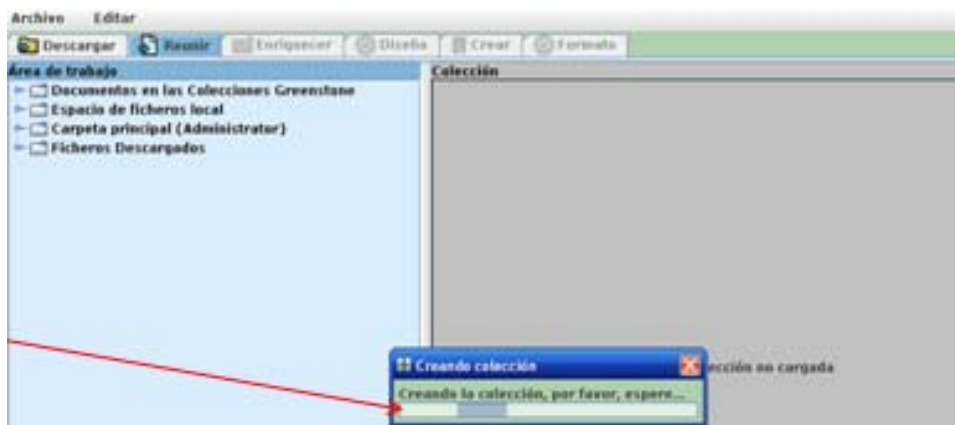 Archivo Editar
Descargar Reunir Enriquecer Diseño Crear Formato
Área de trabajo
Documentos en las Colecciones Greenstone
Espacio de ficheros local
Carpeta principal (Administrator)
Ficheros Descargados
Colección
ección no cargada
Creando colección
Creando la colección, por favor, espere...